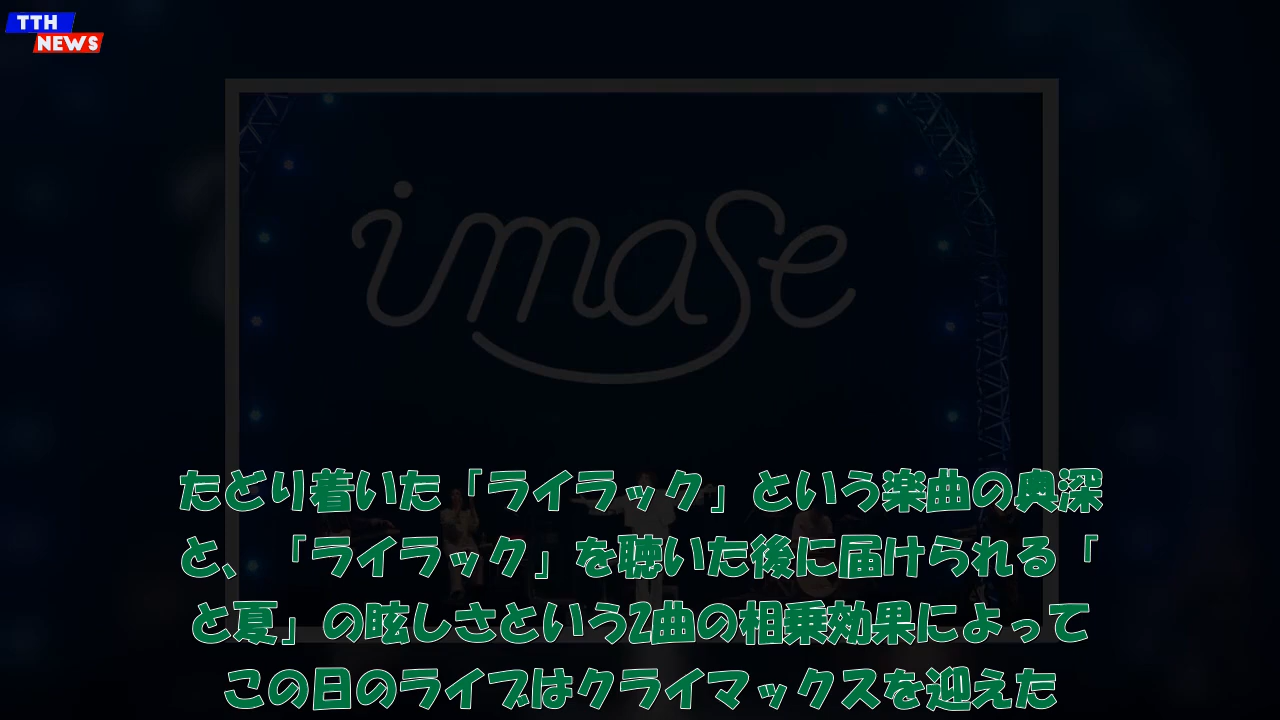 TTH
NEWS
imase
たどり着いた「ライラック」という楽曲の奥深
と、「ライラック」を聴いた後に届けられる「
と夏」の眩しさという2曲の相乗効果によって
この日のライブはクライマックスを迎えた